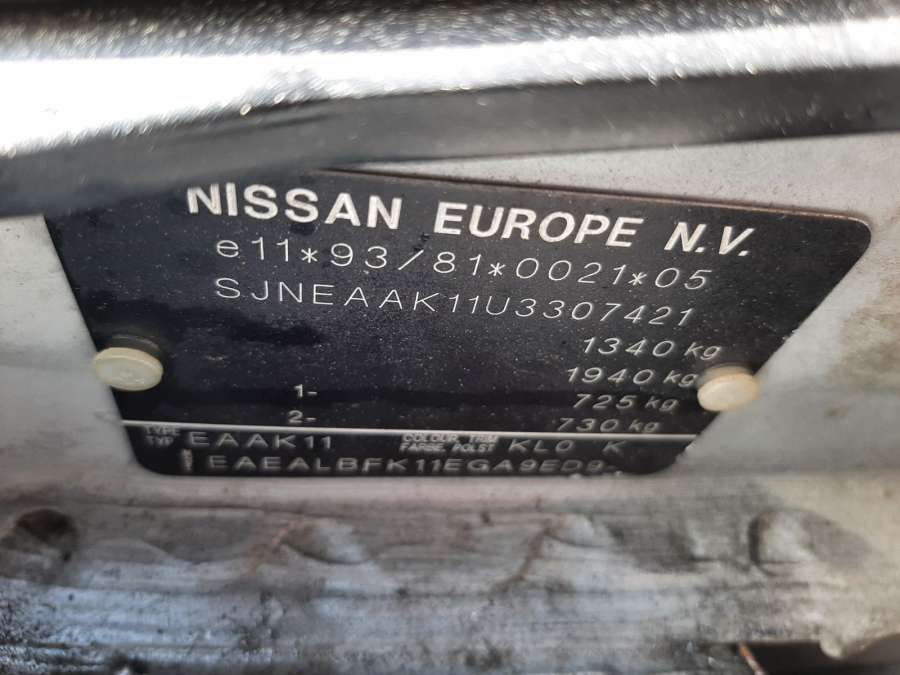 NISSAN EUROPE N.V.
e11*93/81*0021*05
SJNEAAK11U3307421
1340 kg
1940 kg
1- 725 kg
2- 730 kg
TYPE
TYP EAAK11 COLOUR, TRIM
FARBE, POLST KL0 K
EAEALBFK11EGA9ED9-